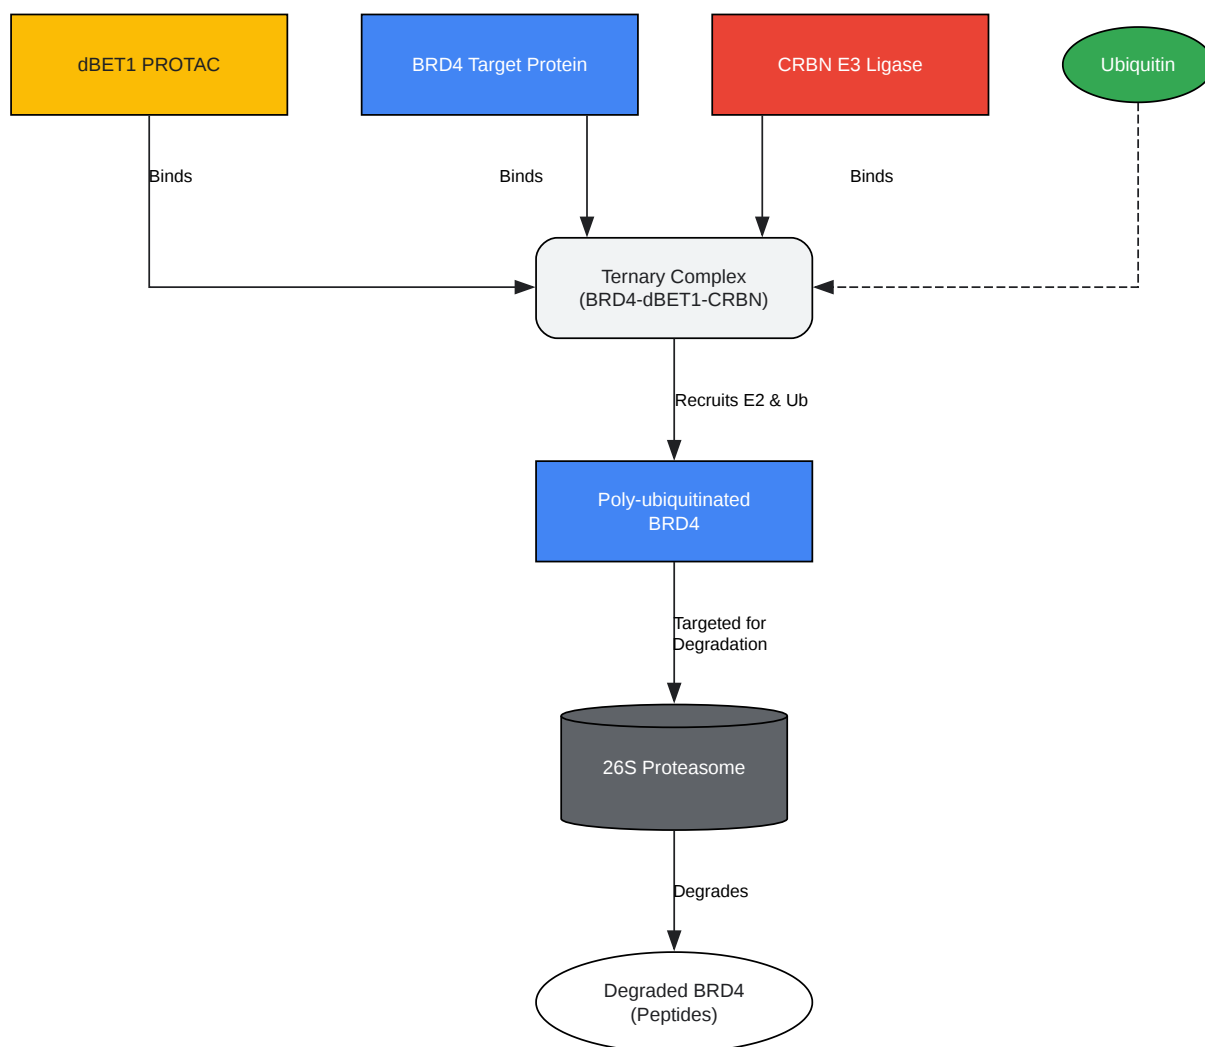 dBET1 PROTAC
BRD4 Target Protein
CRBN E3 Ligase
Ubiquitin
Binds
Binds
Binds
Ternary Complex
(BRD4-dBET1-CRBN)
Recruits E2 & Ub
Poly-ubiquitinated
BRD4
Targeted for
Degradation
26S Proteasome
Degrades
Degraded BRD4
(Peptides)